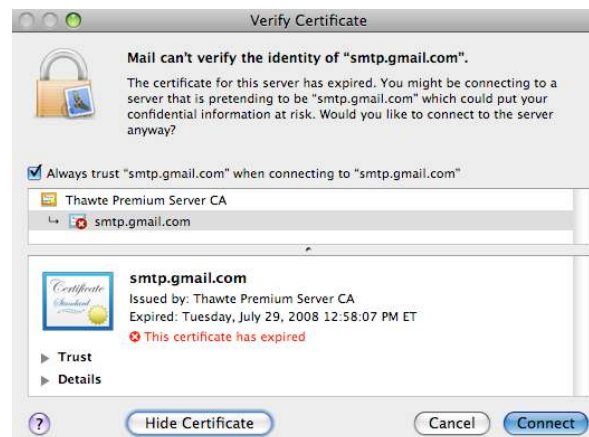 Verify Certificate
Mail can't verify the identity of "smtp.gmail.com".
The certificate for this server has expired. You might be connecting to a
server that is pretending to be "smtp.gmail.com" which could put your
confidential information at risk. Would you like to connect to the server
anyway?
Always trust "smtp.gmail.com" when connecting to "smtp.gmail.com"
Thawte Premium Server CA
smtp.gmail.com
Certificate
Standard
smtp.gmail.com
Issued by: Thawte Premium Server CA
Expired: Tuesday, July 29, 2008 12:58:07 PM ET
This certificate has expired
Trust
Details
? Hide Certificate Cancel Connect